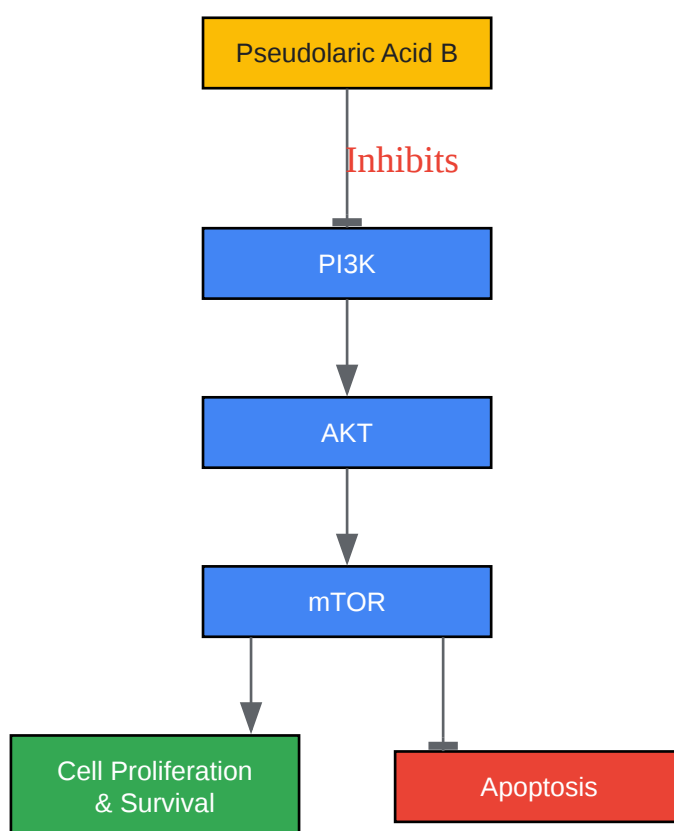 Pseudolaric Acid B
Inhibits
PI3K
AKT
mTOR
Cell Proliferation
& Survival
Apoptosis